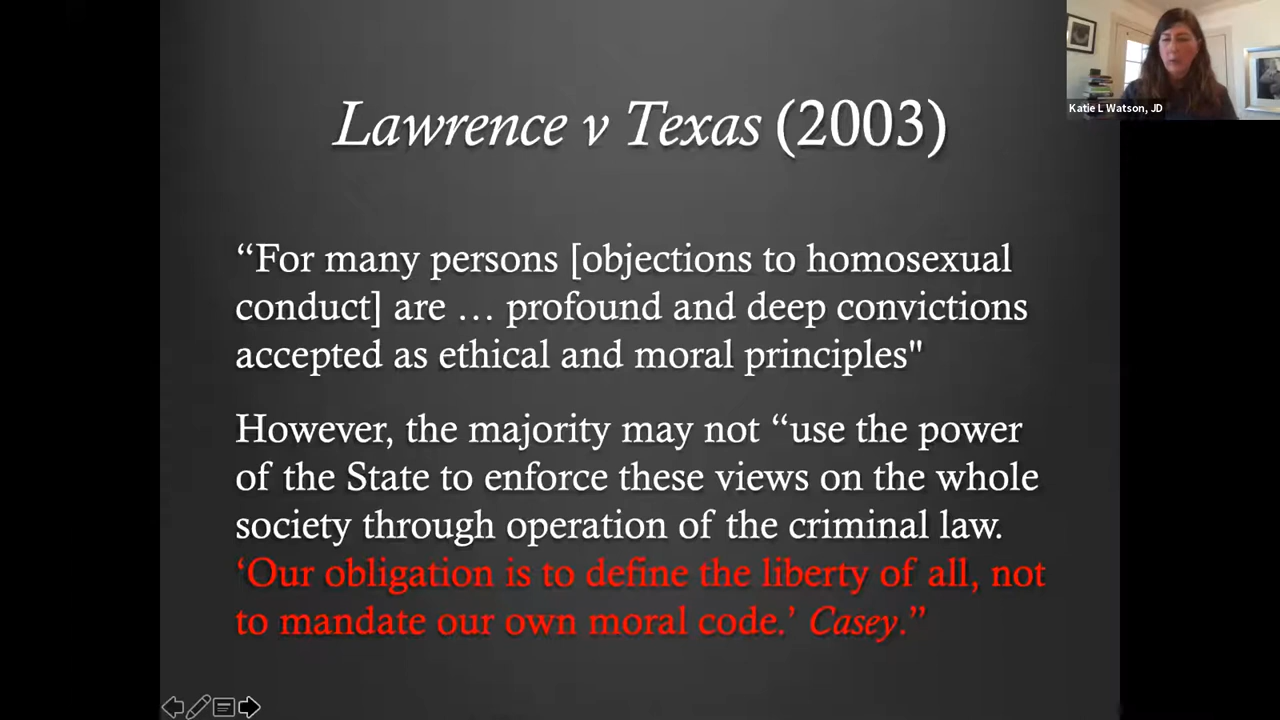 Lawrence v Texas (2003)
Katie L Watson, JD
“For many persons [objections to homosexual
conduct] are … profound and deep convictions
accepted as ethical and moral principles"
However, the majority may not “use the power
of the State to enforce these views on the whole
society through operation of the criminal law.
‘Our obligation is to define the liberty of all, not
to mandate our own moral code.’ Casey.”